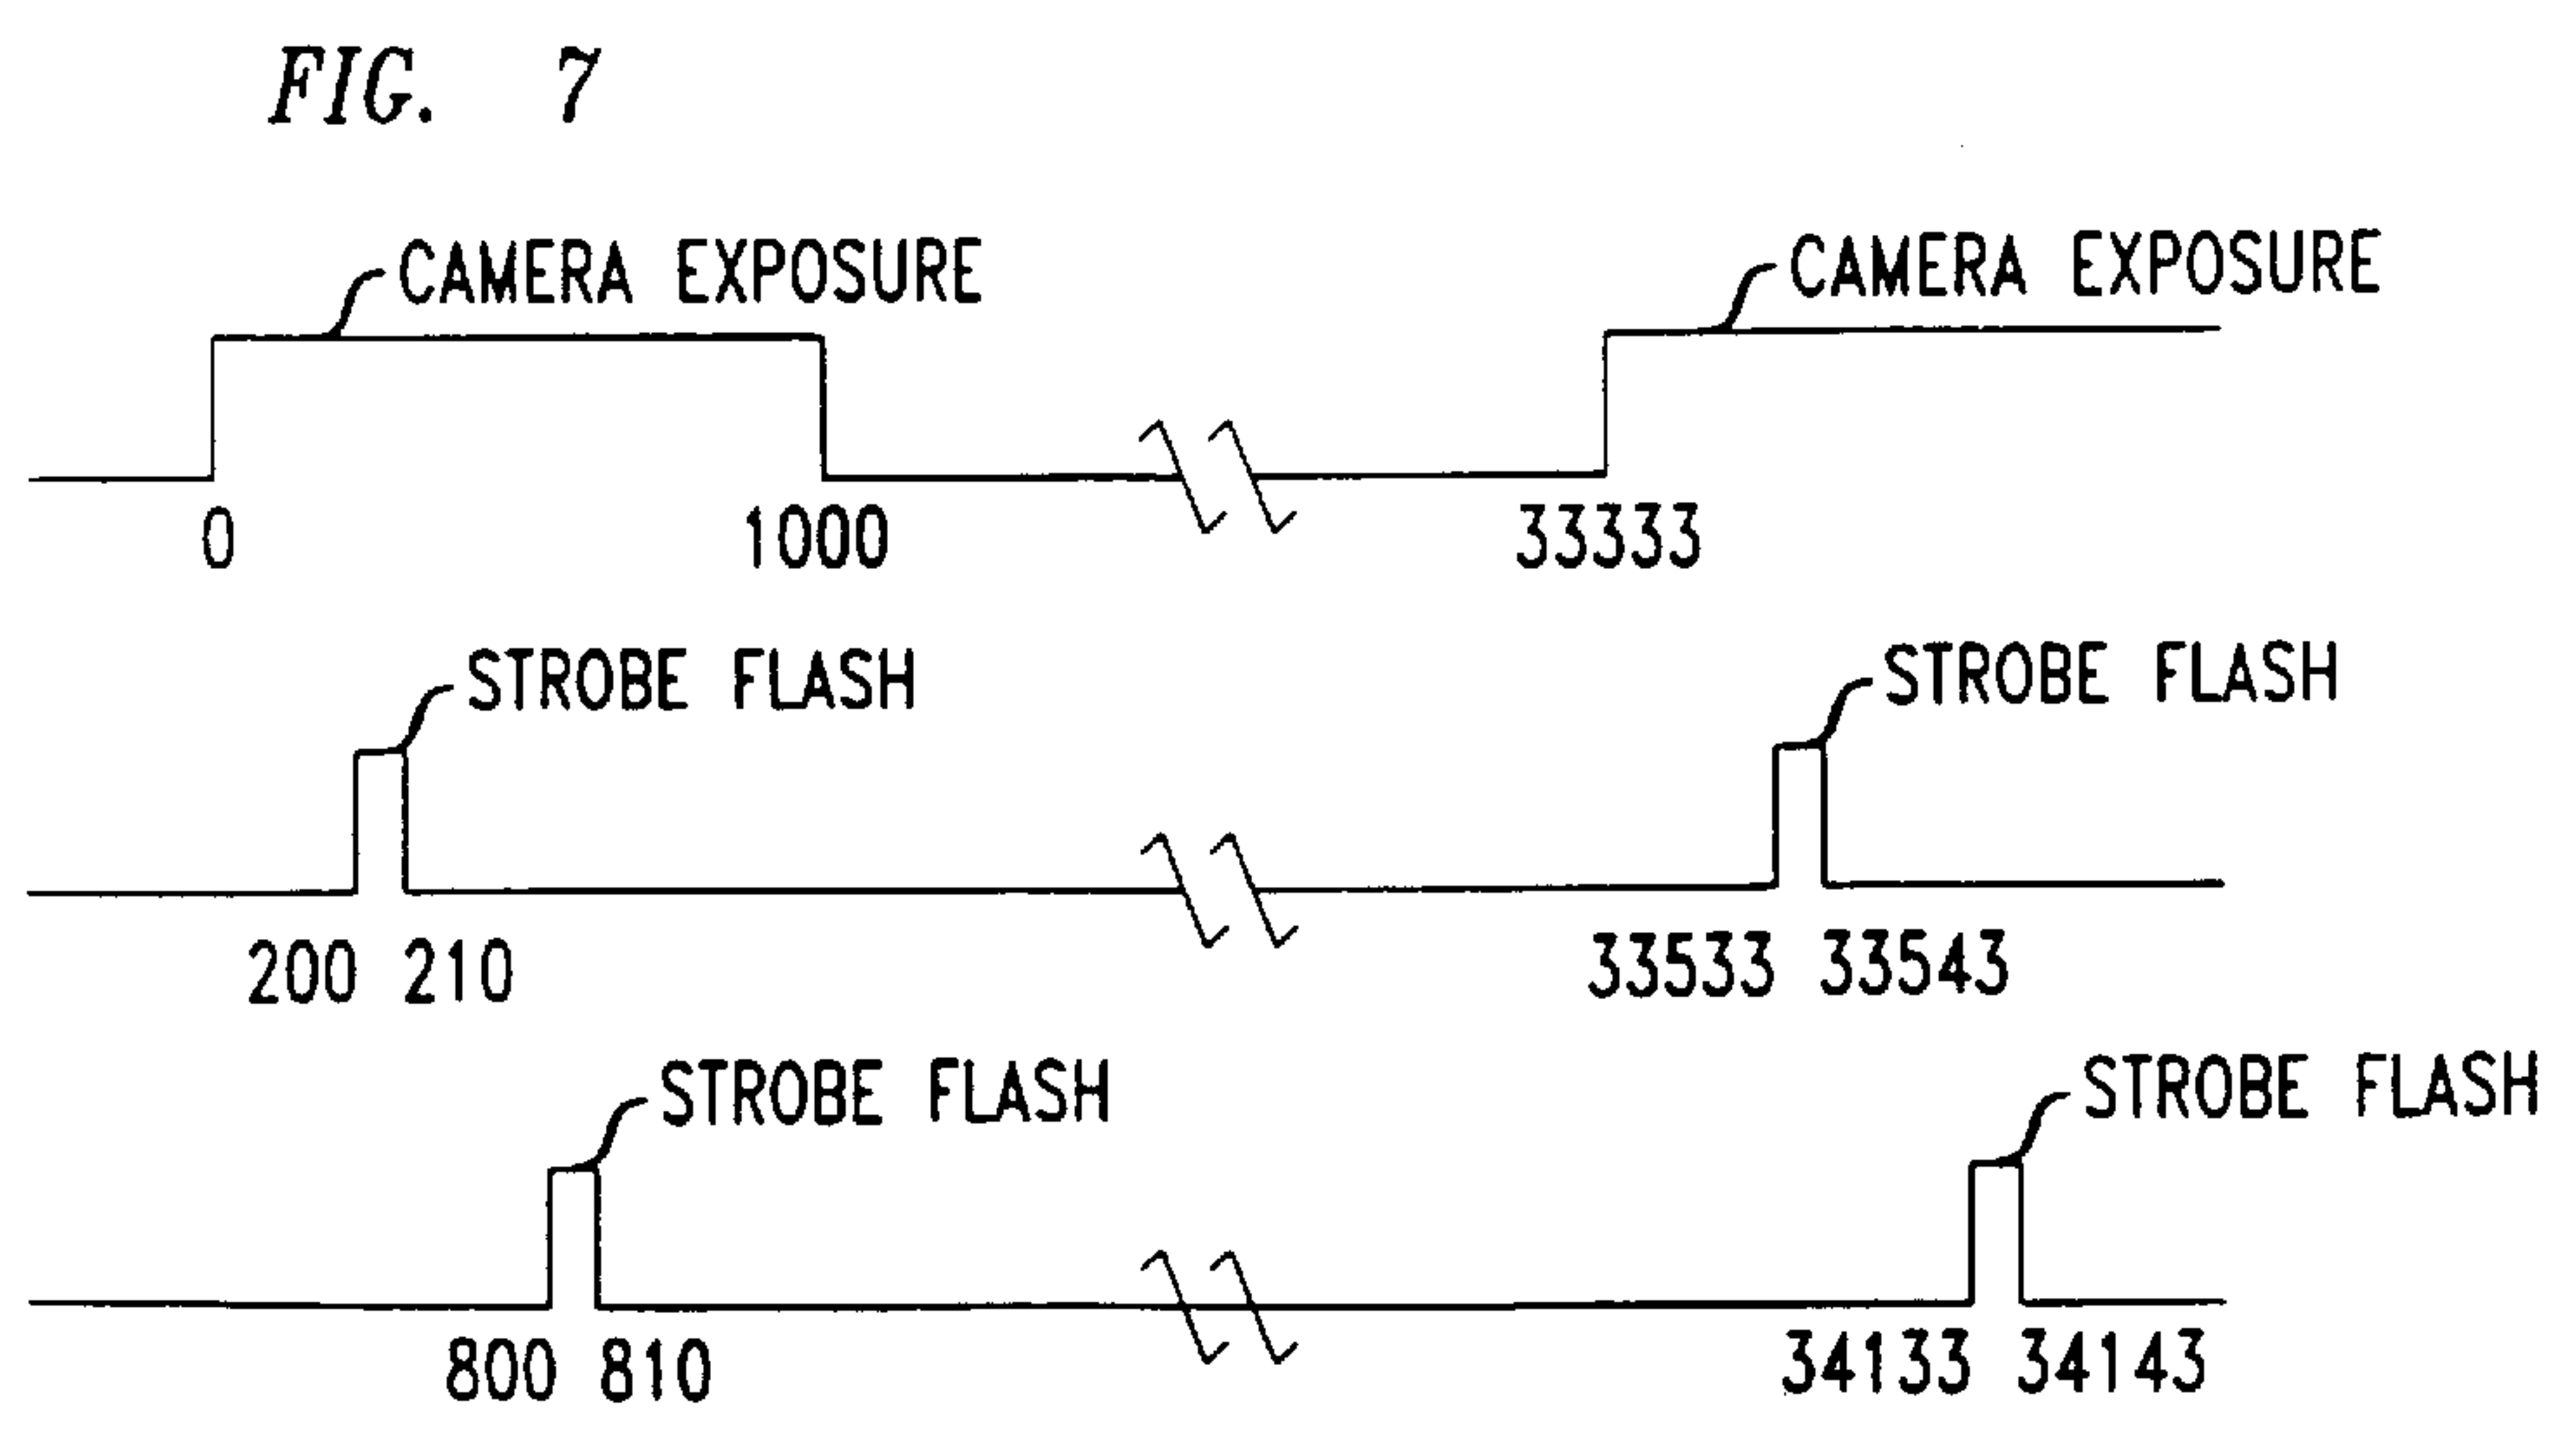 FIG. 7
CAMERA EXPOSURE CAMERA EXPOSURE
0 1000 33333
STROBE FLASH STROBE FLASH
200 210 33533 33543
STROBE FLASH STROBE FLASH
800 810 34133 34143